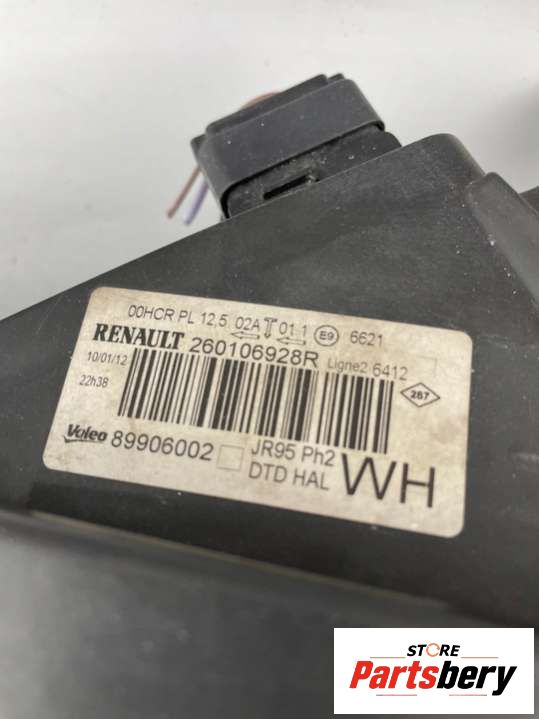 00HCR PL 12,5 02A 01 1 E9 6621
RENAULT 260106928R Ligne2 6412
10/01/12
22h38
287
Valeo 89906002 JR95 Ph2
DTD HAL WH
STORE
Partsbery